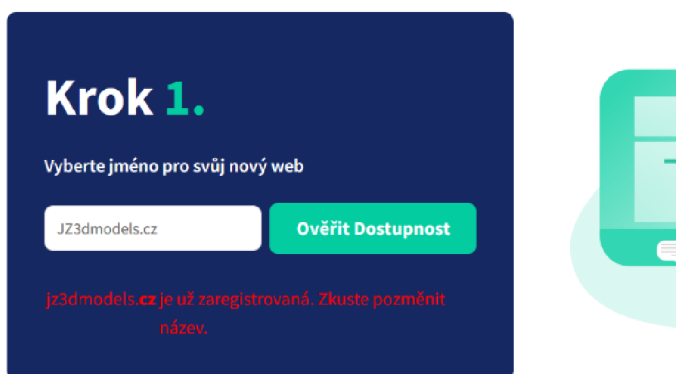 Krok 1.
Vyberte jméno pro svůj nový web
JZ3dmodels.cz
Ověřit Dostupnost
jz3dmodels.cz je už zaregistrovaná. Zkuste pozměnit
název.